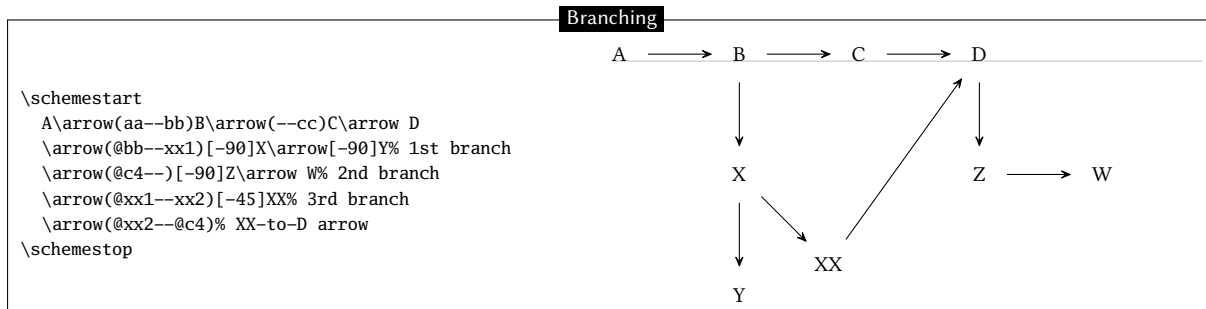 Branching
\schemestart
A\arrow(aa--bb)B\arrow(--cc)C\arrow D
\arrow(@bb--xx1)[-90]X\arrow[-90]Y% 1st branch
\arrow(@c4--)[-90]Z\arrow W% 2nd branch
\arrow(@xx1--xx2)[-45]XX% 3rd branch
\arrow(@xx2--@c4)% XX-to-D arrow
\schemestop
A B C D
X Z W
XX
Y